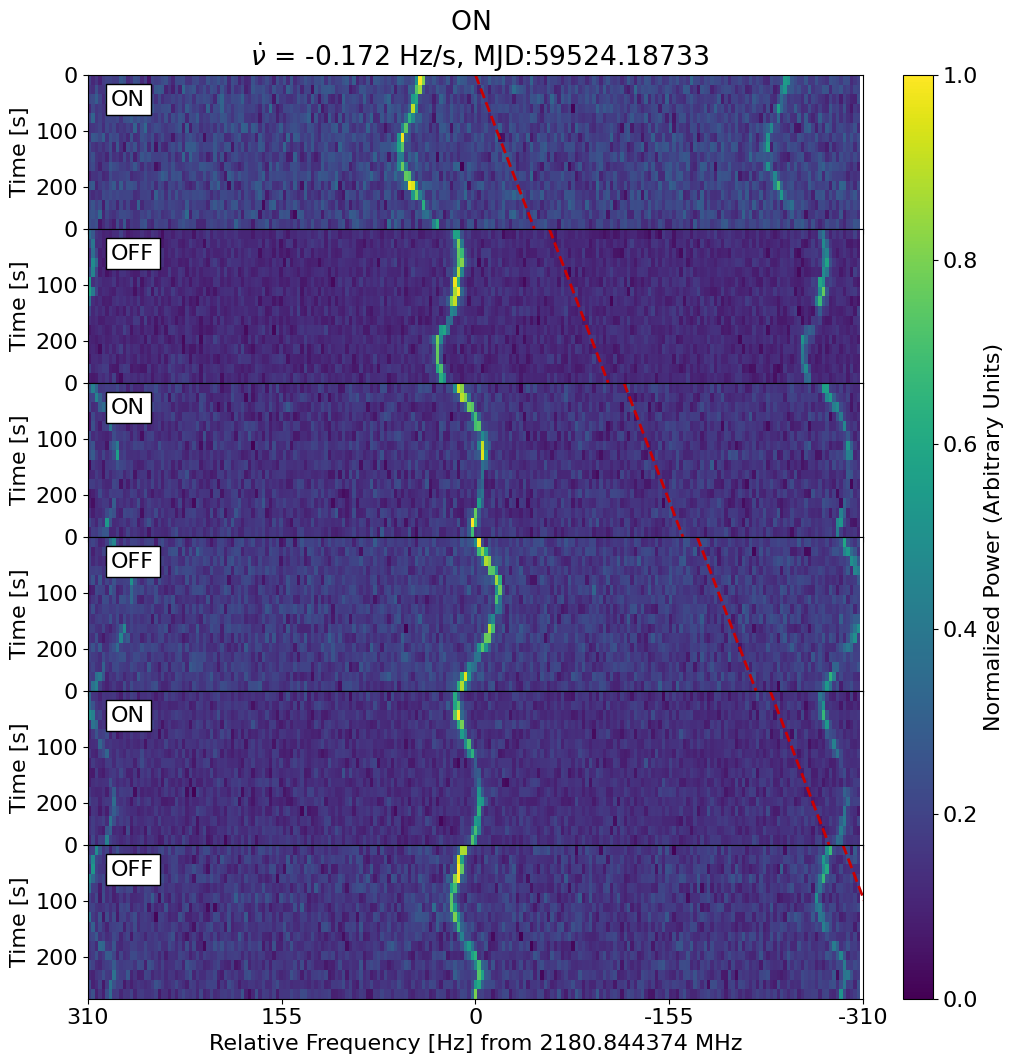 ON
ν̇ = -0.172 Hz/s, MJD:59524.18733
0
ON
100
200
Time [s]
0
OFF
100
200
Time [s]
0
ON
100
200
Time [s]
0
OFF
100
200
Time [s]
0
ON
100
200
Time [s]
0
OFF
100
200
Time [s]
310 155 0 -155 -310
Relative Frequency [Hz] from 2180.844374 MHz
1.0
0.8
0.6
0.4
0.2
0.0
Normalized Power (Arbitrary Units)